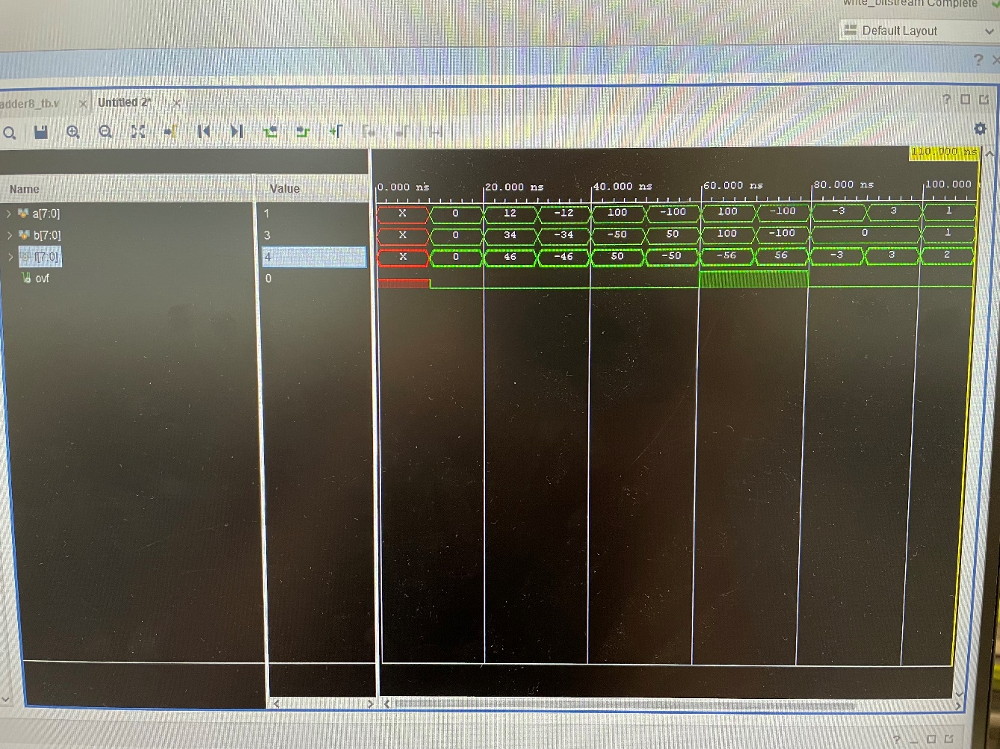 write_bitstream Complete
Default Layout
adder8_tb.v Untitled 2*
110.000 ns
Name Value 0.000 ns 20.000 ns 40.000 ns 60.000 ns 80.000 ns 100.000
a[7:0] 1 X 0 12 -12 100 -100 100 -100 -3 3 1
b[7:0] 3 X 0 34 -34 -50 50 100 -100 0 1
f[7:0] 4 X 0 46 -46 50 -50 -56 56 -3 3 2
ovf 0